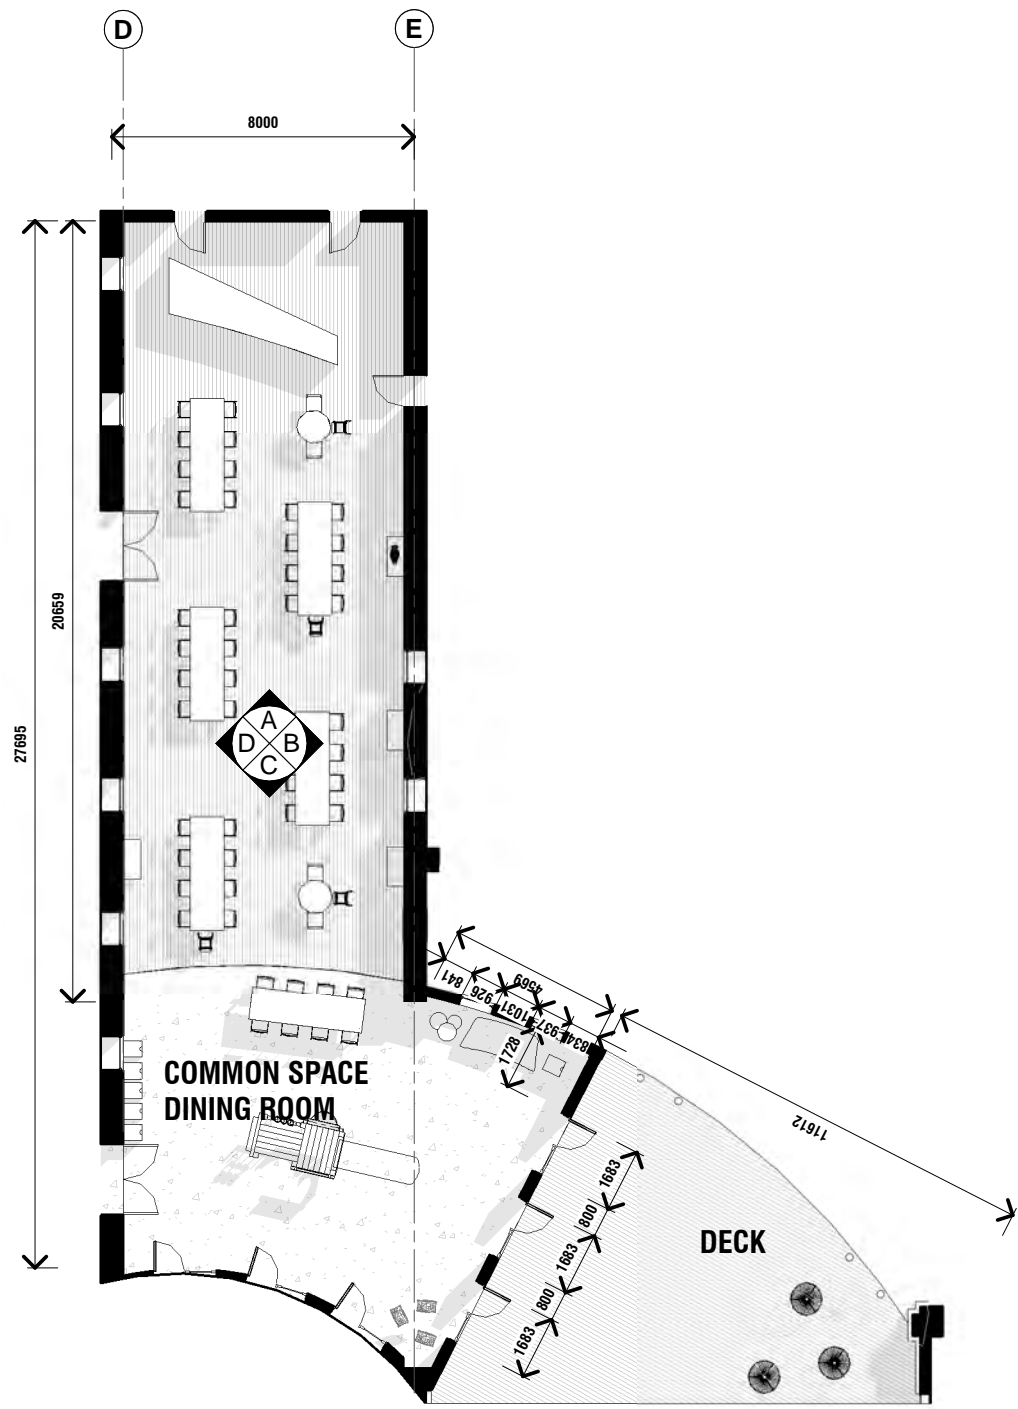 D
E
8000
20659
27695
A
D B
C
841
926
1031
937
834
4569
1728
11612
COMMON SPACE
DINING ROOM
1683
800
1683
800
1683
DECK